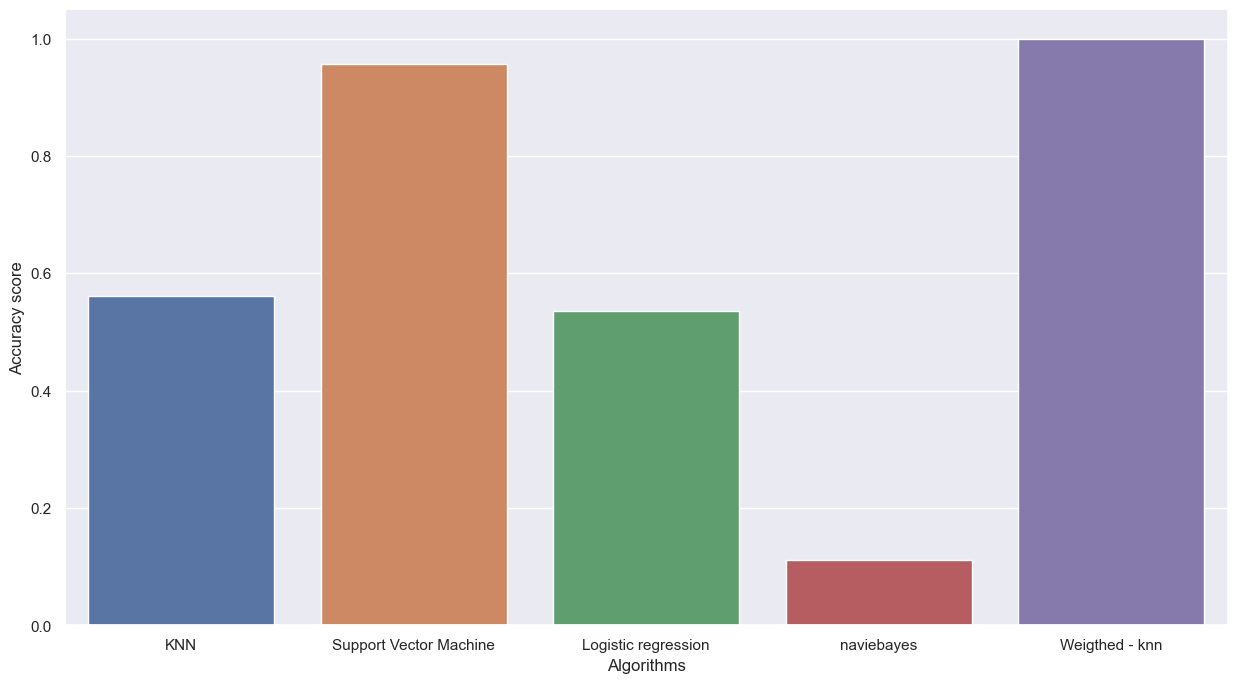 1.0
0.8
0.6
0.4
0.2
0.0
Accuracy score
KNN
Support Vector Machine
Logistic regression
naviebayes
Weigthed - knn
Algorithms